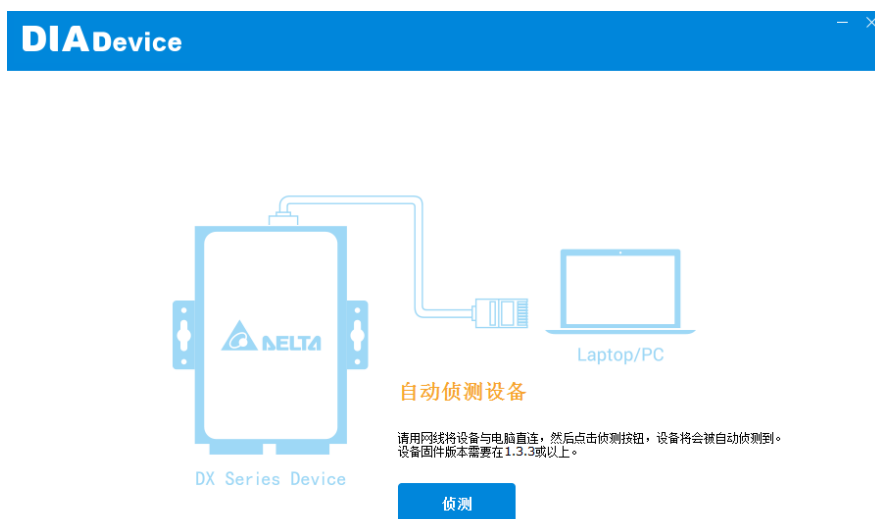 DIADevice
DELTA
Laptop/PC
自动侦测设备
请用网线将设备与电脑直连，然后点击侦测按钮，设备将会被自动侦测到。
设备固件版本需要在1.3.3或以上。
DX Series Device
侦测